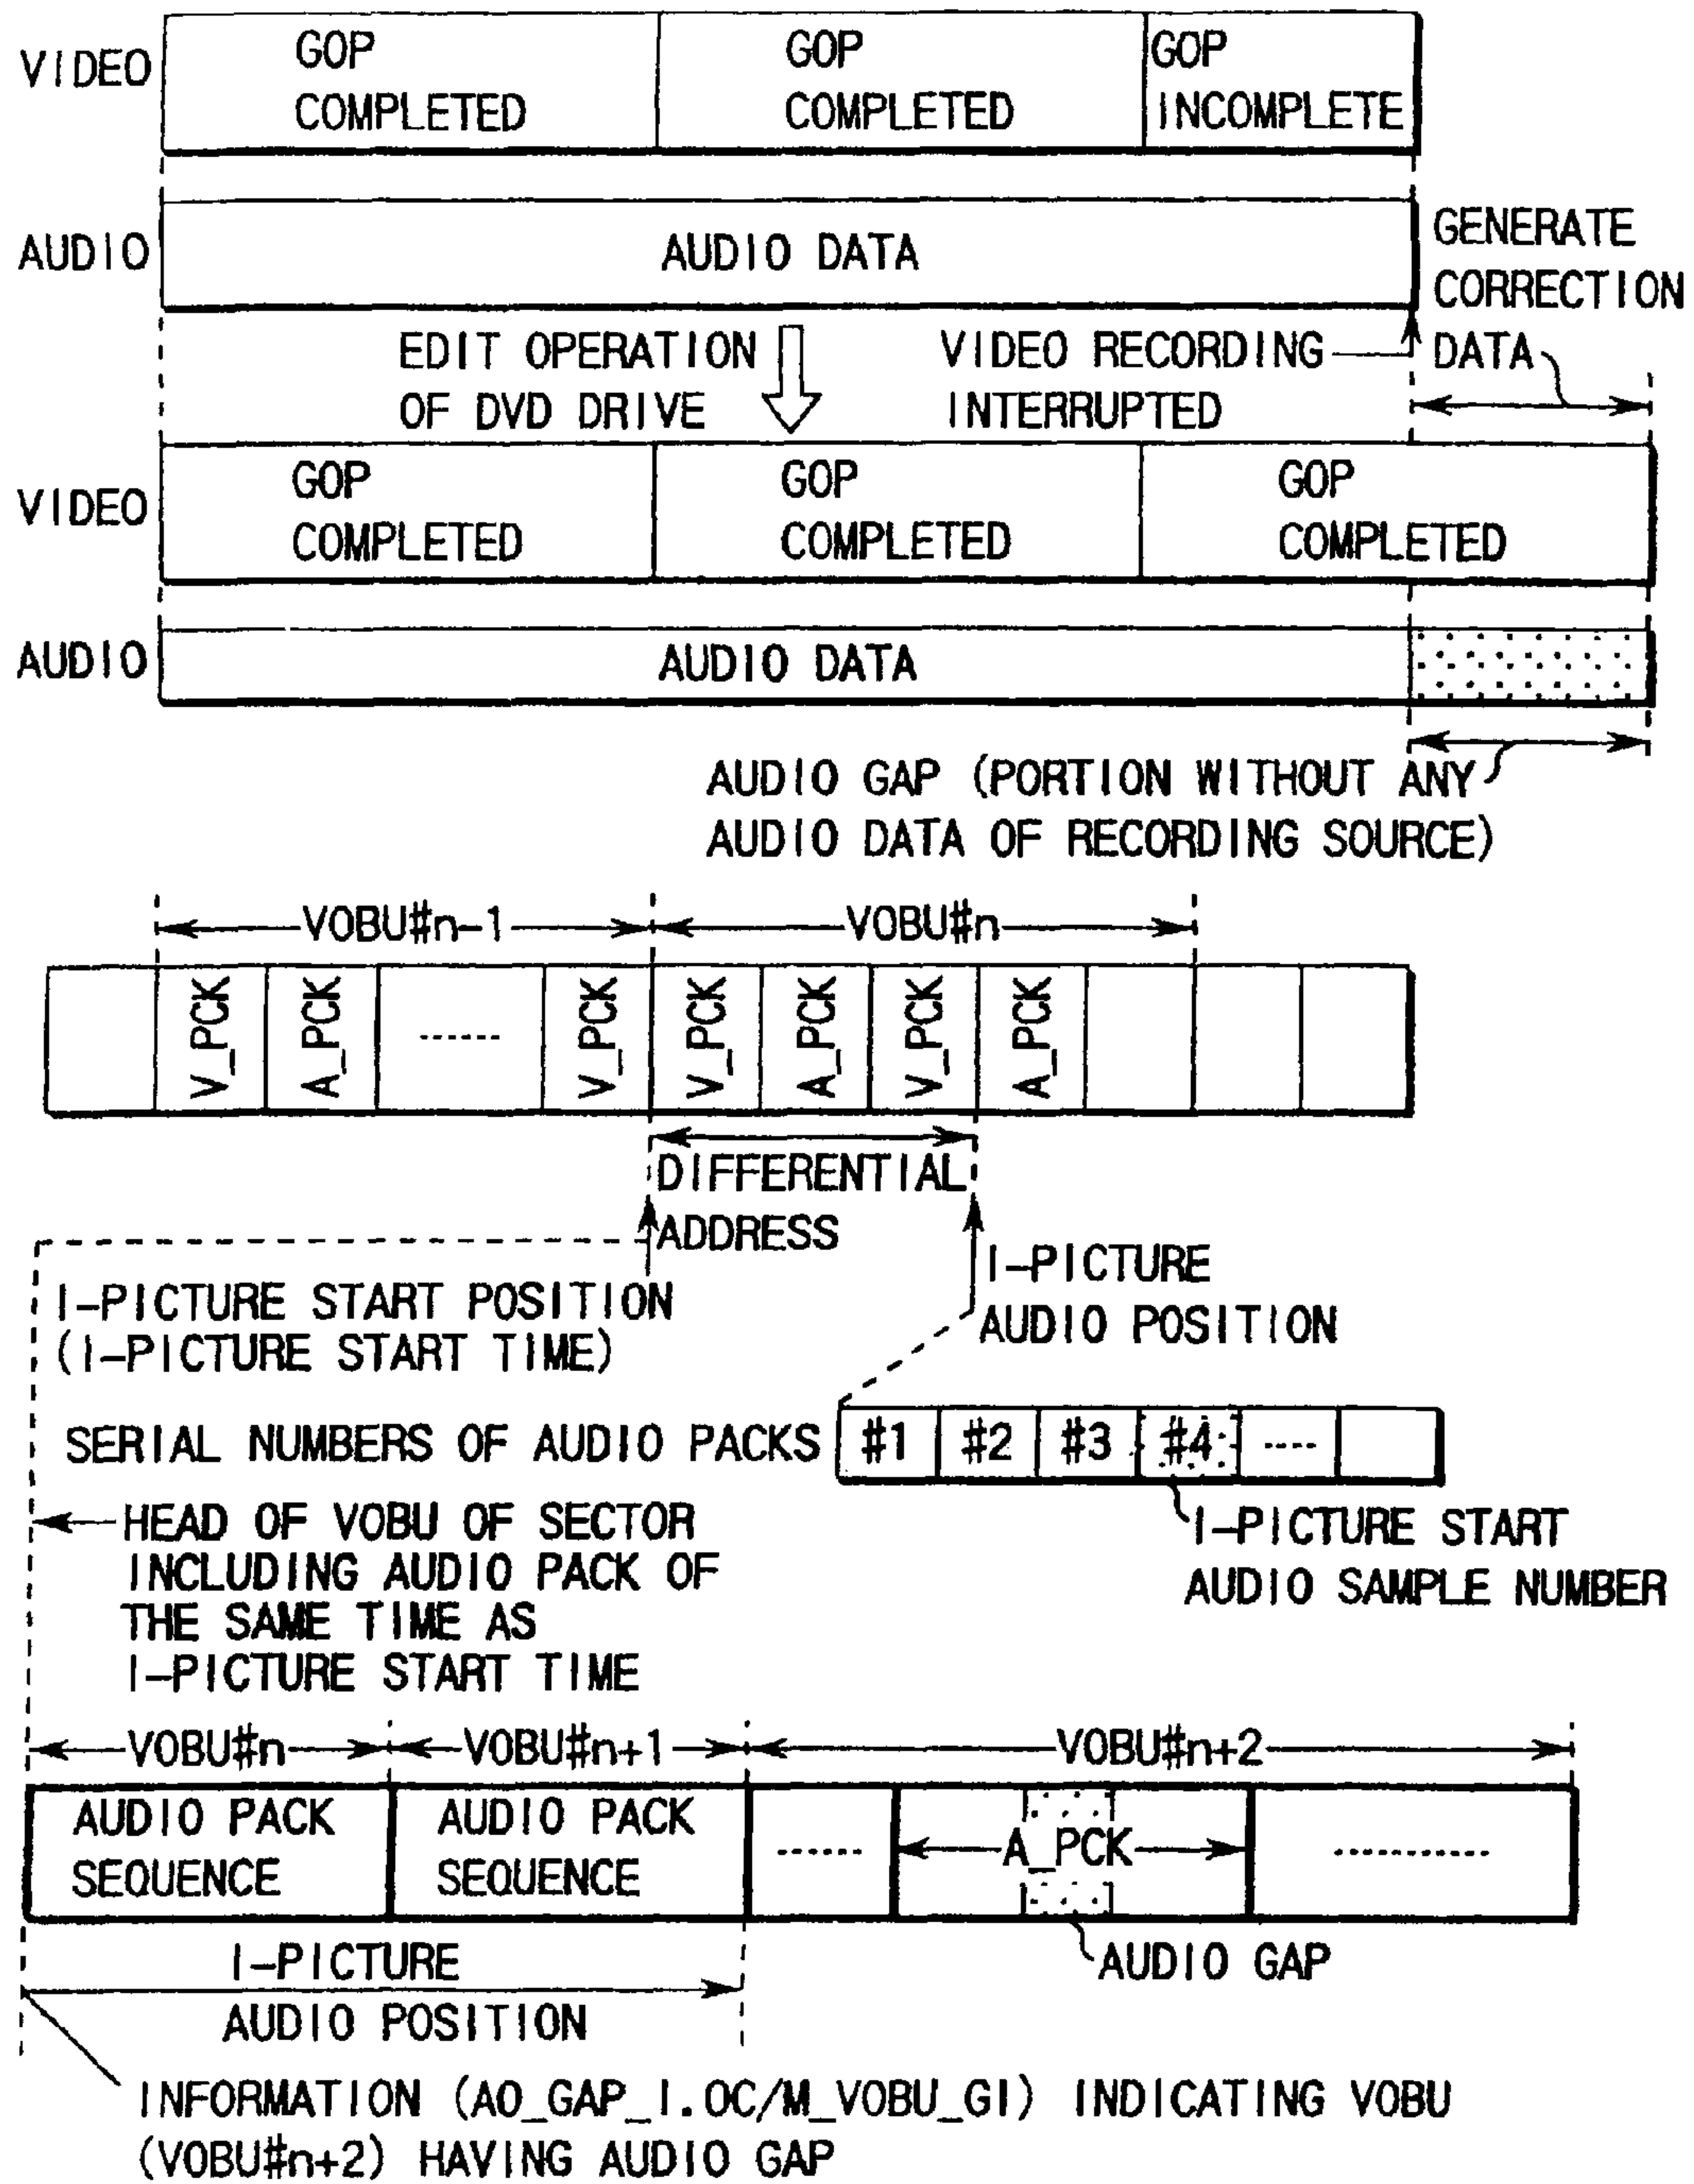 VIDEO
GOP
COMPLETED
GOP
COMPLETED
GOP
INCOMPLETE
AUDIO
AUDIO DATA
GENERATE
CORRECTION
DATA
EDIT OPERATION
OF DVD DRIVE
VIDEO RECORDING
INTERRUPTED
VIDEO
GOP
COMPLETED
GOP
COMPLETED
GOP
COMPLETED
AUDIO
AUDIO DATA
AUDIO GAP (PORTION WITHOUT ANY
AUDIO DATA OF RECORDING SOURCE)
VOBU#n-1
VOBU#n
V_PCK
A_PCK
V_PCK
V_PCK
A_PCK
V_PCK
A_PCK
DIFFERENTIAL
ADDRESS
I-PICTURE START POSITION
(I-PICTURE START TIME)
I-PICTURE
AUDIO POSITION
SERIAL NUMBERS OF AUDIO PACKS
#1
#2
#3
#4
I-PICTURE START
AUDIO SAMPLE NUMBER
HEAD OF VOBU OF SECTOR
INCLUDING AUDIO PACK OF
THE SAME TIME AS
I-PICTURE START TIME
VOBU#n
VOBU#n+1
VOBU#n+2
AUDIO PACK
SEQUENCE
AUDIO PACK
SEQUENCE
A_PCK
AUDIO GAP
I-PICTURE
AUDIO POSITION
INFORMATION (A0_GAP_I.OC/M_VOBU_GI) INDICATING VOBU
(VOBU#n+2) HAVING AUDIO GAP